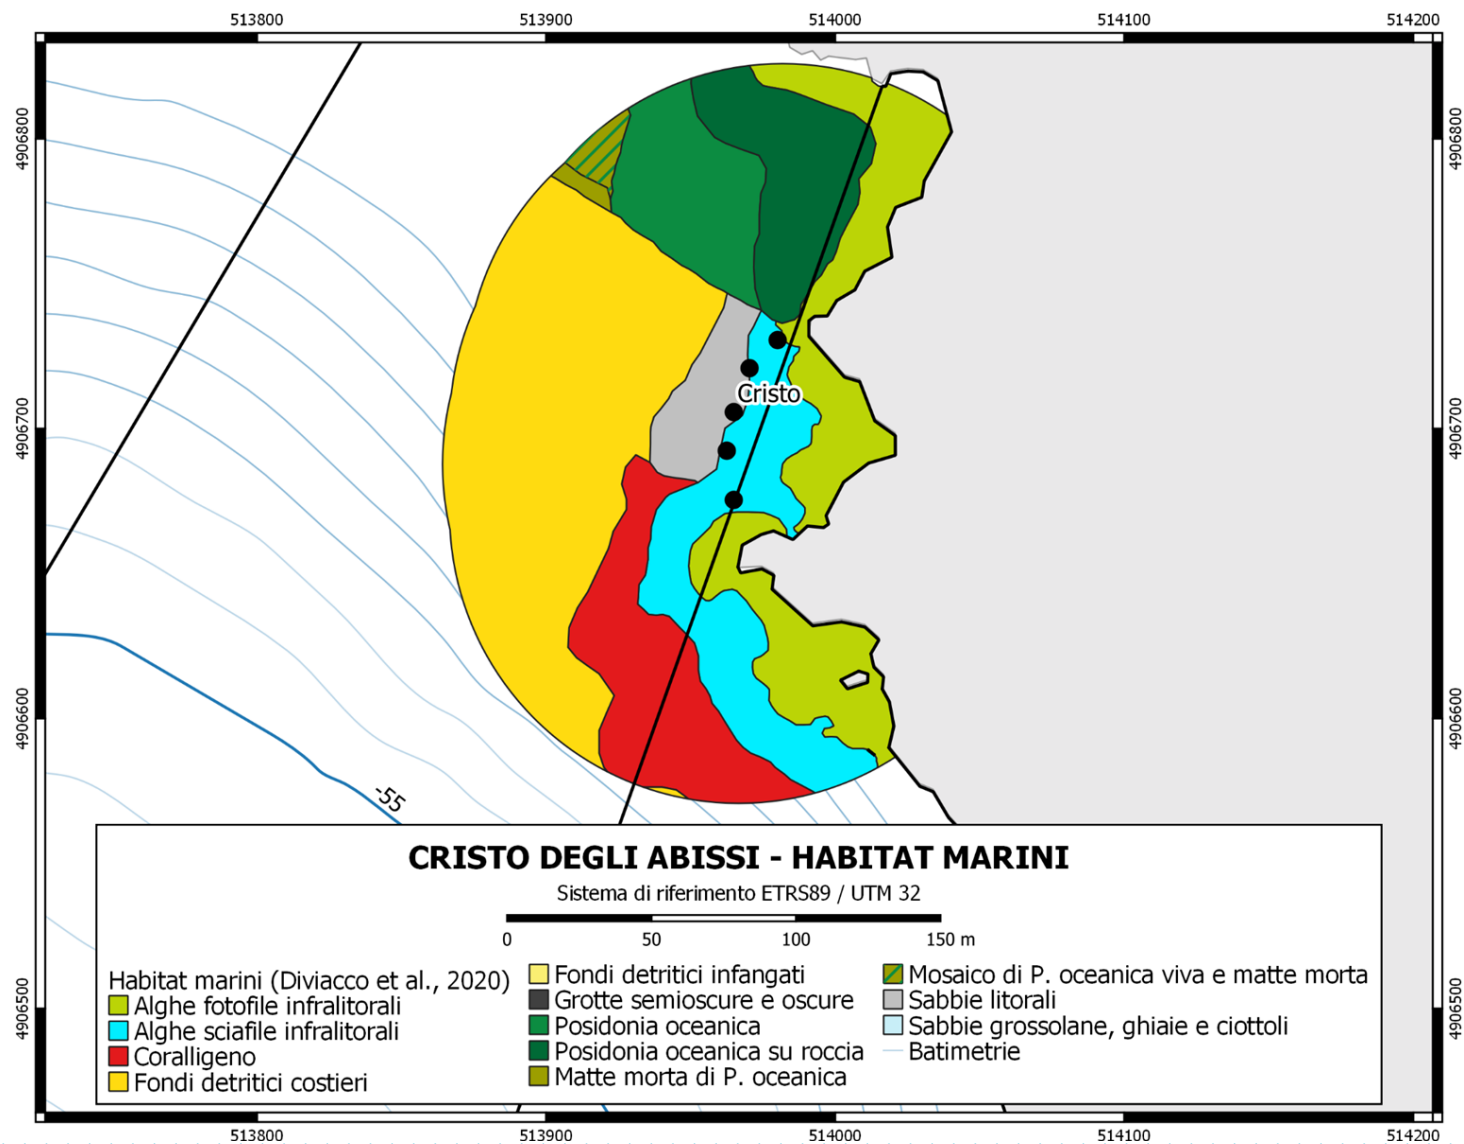 513800 513900 514000 514100 514200
4906800 4906800
Cristo
4906700 4906700
4906600 4906600
-55
CRISTO DEGLI ABISSI - HABITAT MARINI
Sistema di riferimento ETRS89 / UTM 32
0 50 100 150 m
Habitat marini (Diviacco et al., 2020)
Alghe fotofile infralitorali
Alghe sciafile infralitorali
Coralligeno
Fondi detritici costieri
Fondi detritici infangati
Grotte semioscure e oscure
Posidonia oceanica
Posidonia oceanica su roccia
Matte morta di P. oceanica
Mosaico di P. oceanica viva e matte morta
Sabbie litorali
Sabbie grossolane, ghiaie e ciottoli
Batimetrie
4906500 4906500
513800 513900 514000 514100 514200